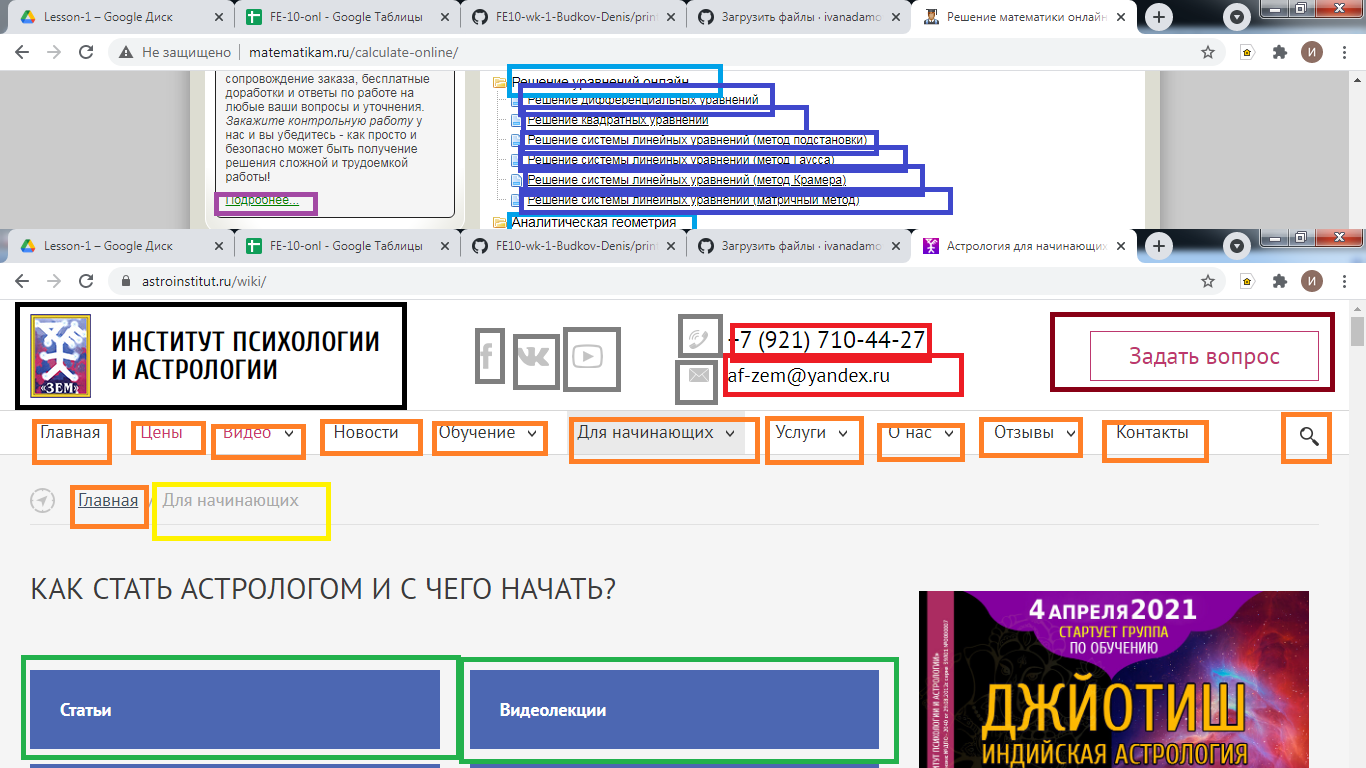 Lesson-1 – Google Диск
FE-10-onl - Google Таблицы
FE10-wk-1-Budkov-Denis/prin
Загрузить файлы · ivanadamo
Решение математики онлайн
Не защищено
matematikam.ru/calculate-online/
И
сопровождение заказа, бесплатные
доработки и ответы по работе на
любые ваши вопросы и уточнения.
Закажите контрольную работу у
нас и вы убедитесь - как просто и
безопасно может быть получение
решения сложной и трудоемкой
работы!
Подробнее...
Решение уравнений онлайн
Решение дифференциальных уравнений
Решение квадратных уравнений
Решение системы линейных уравнений (метод подстановки)
Решение системы линейных уравнений (метод Гаусса)
Решение системы линейных уравнений (метод Крамера)
Решение системы линейных уравнений (матричный метод)
Аналитическая геометрия
Lesson-1 – Google Диск
FE-10-onl - Google Таблицы
FE10-wk-1-Budkov-Denis/prin
Загрузить файлы · ivanadamo
Астрология для начинающих
astroinstitut.ru/wiki/
И
«ЗЕМ»
ИНСТИТУТ ПСИХОЛОГИИ
И АСТРОЛОГИИ
+7 (921) 710-44-27
af-zem@yandex.ru
Задать вопрос
Главная
Цены
Видео
Новости
Обучение
Для начинающих
Услуги
О нас
Отзывы
Контакты
Главная / Для начинающих
КАК СТАТЬ АСТРОЛОГОМ И С ЧЕГО НАЧАТЬ?
Статьи
Видеолекции
4 АПРЕЛЯ 2021
СТАРТУЕТ ГРУППА
ПО ОБУЧЕНИЮ
ДЖЙОТИШ
ИНДИЙСКАЯ АСТРОЛОГИЯ